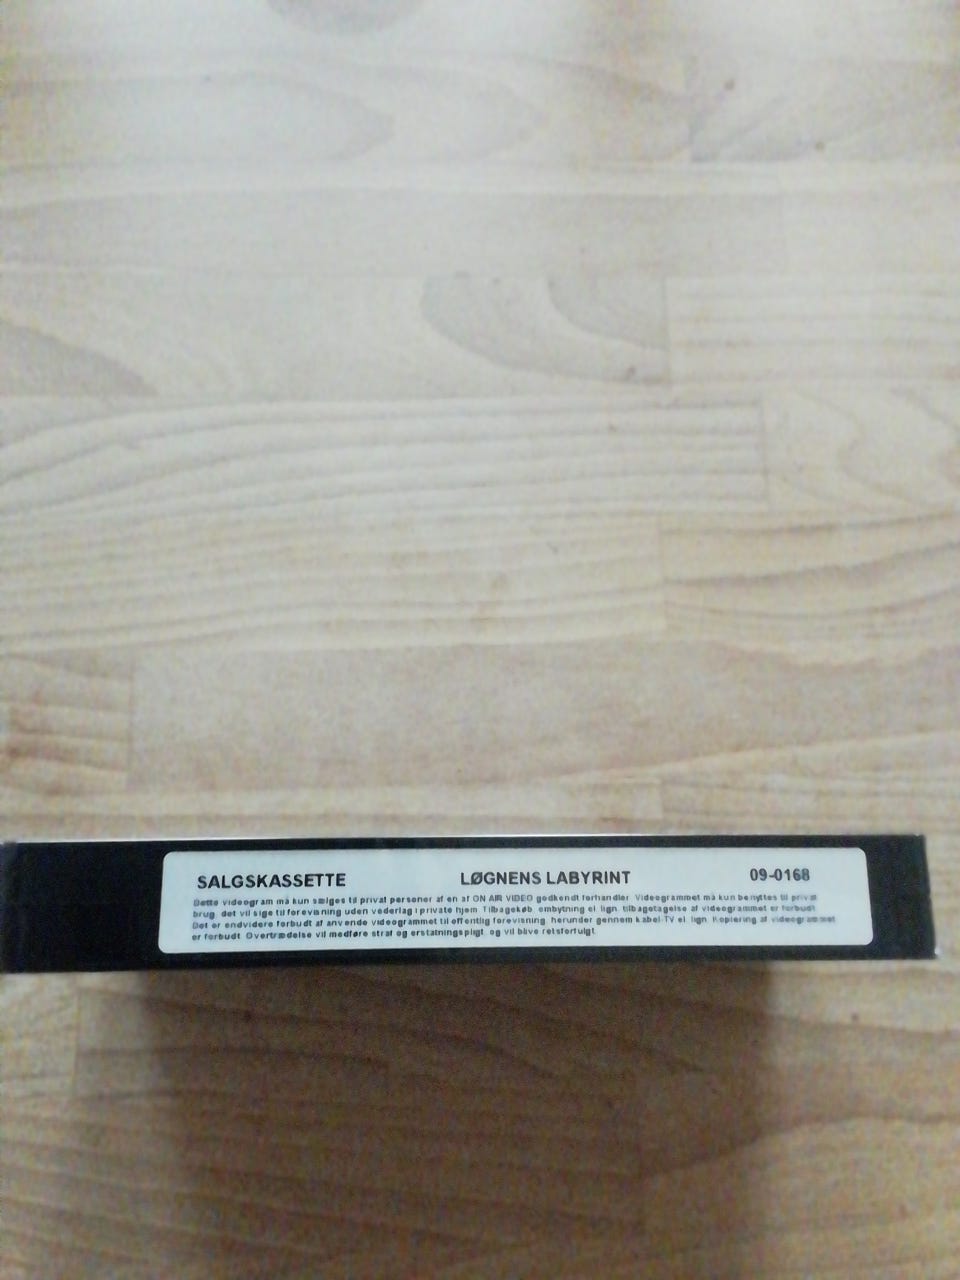 SALGSKASSETTE LØGNENS LABYRINT 09-0168
Dette videogram må kun sælges til privat personer af en af ON AIR VIDEO godkendt forhandler. Videogrammet må kun benyttes til privat
brug, det vil sige til forevisning uden vederlag i private hjem. Tilbagekøb, ombytning el. lign. tilbagetagelse af videogrammet er forbudt.
Det er endvidere forbudt at anvende videogrammet til offentlig forevisning, herunder gennem kabel-TV el. lign. Kopiering af videogrammet
er forbudt. Overtrædelse vil medføre straf og erstatningspligt, og vil blive retsforfulgt.